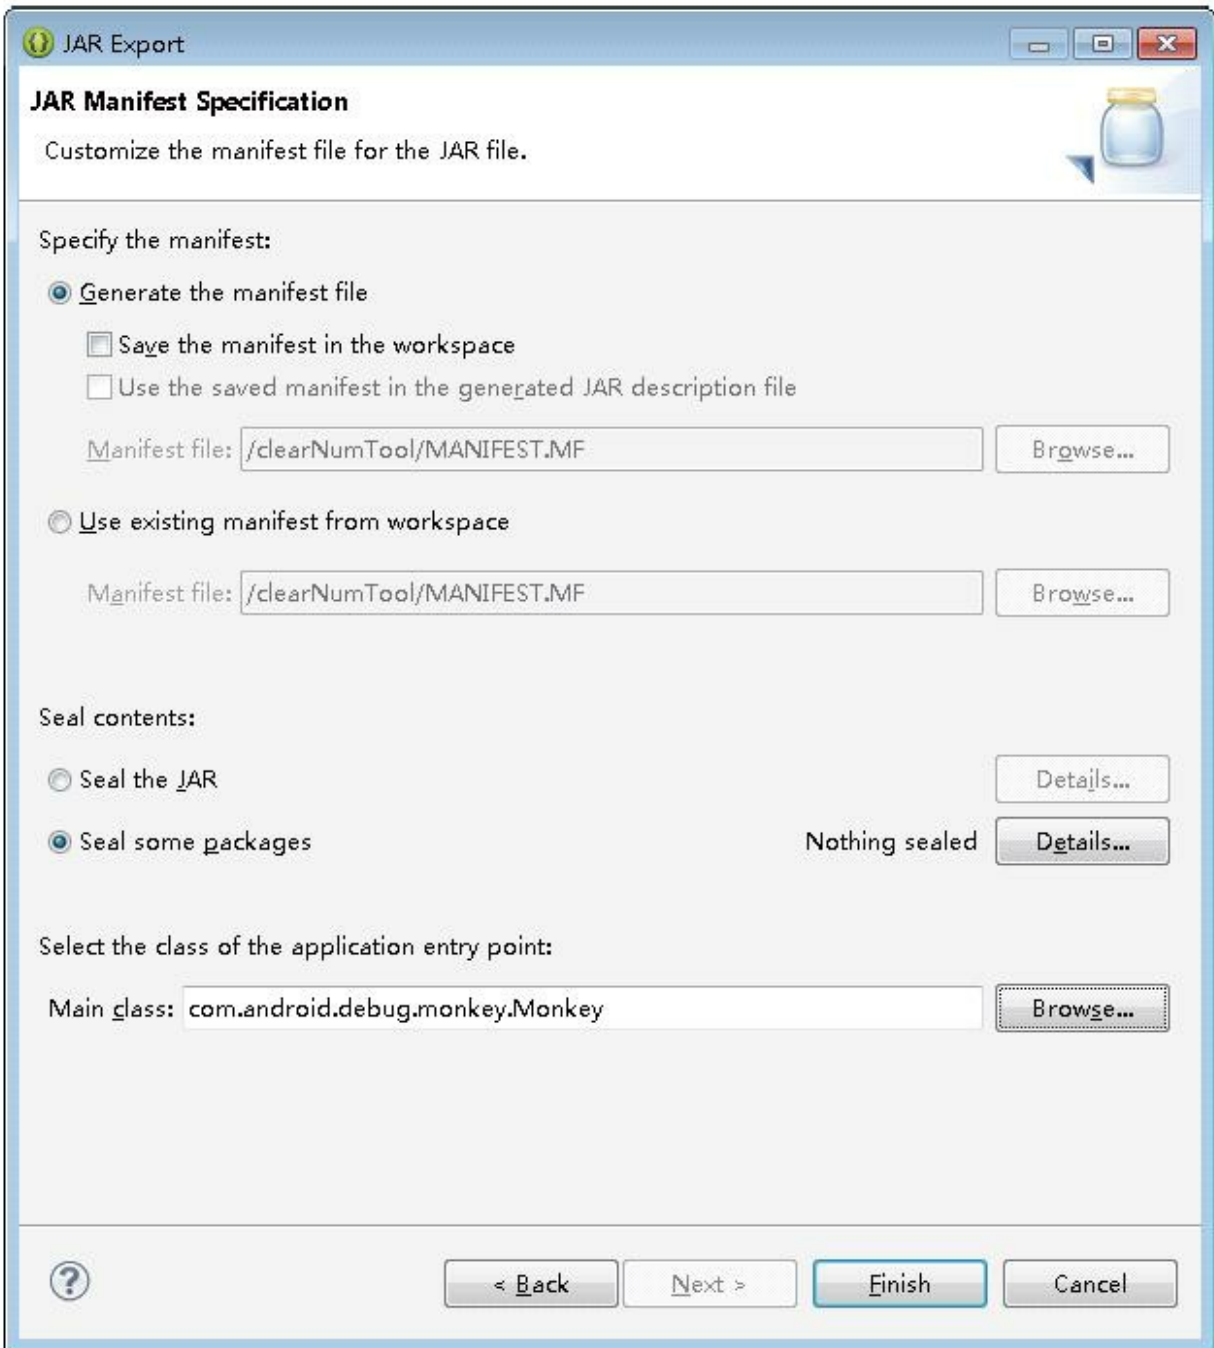 JAR Export
JAR Manifest Specification
Customize the manifest file for the JAR file.
Specify the manifest:
Generate the manifest file
Save the manifest in the workspace
Use the saved manifest in the generated JAR description file
Manifest file: /clearNumTool/MANIFEST.MF Browse...
Use existing manifest from workspace
Manifest file: /clearNumTool/MANIFEST.MF Browse...
Seal contents:
Seal the JAR Details...
Seal some packages Nothing sealed Details...
Select the class of the application entry point:
Main class: com.android.debug.monkey.Monkey Browse...
? < Back Next > Finish Cancel